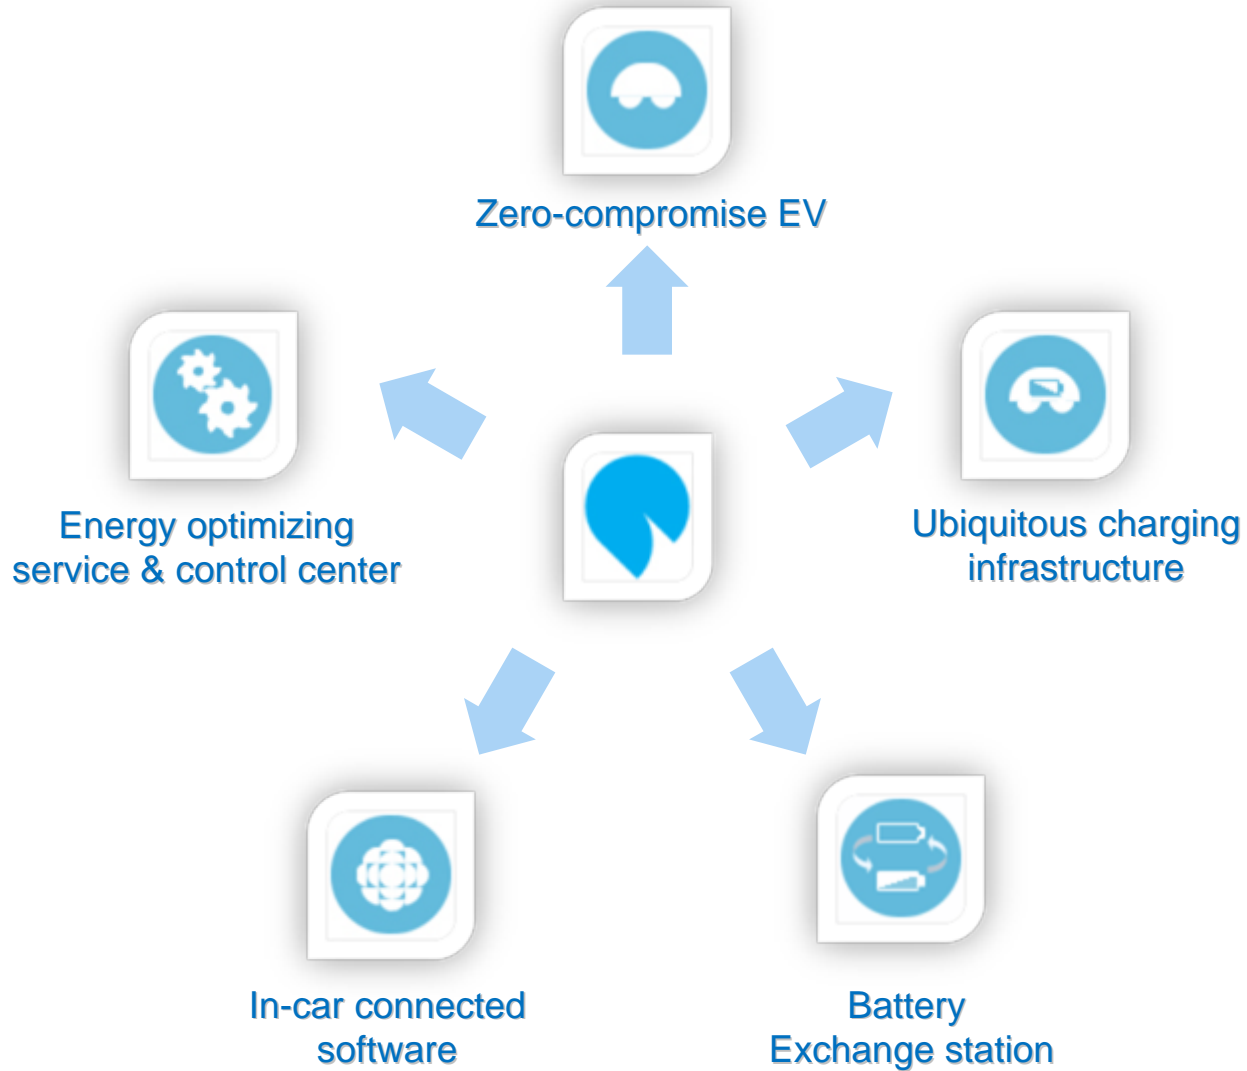 Zero-compromise EV
Energy optimizing
service & control center
Ubiquitous charging
infrastructure
In-car connected
software
Battery
Exchange station